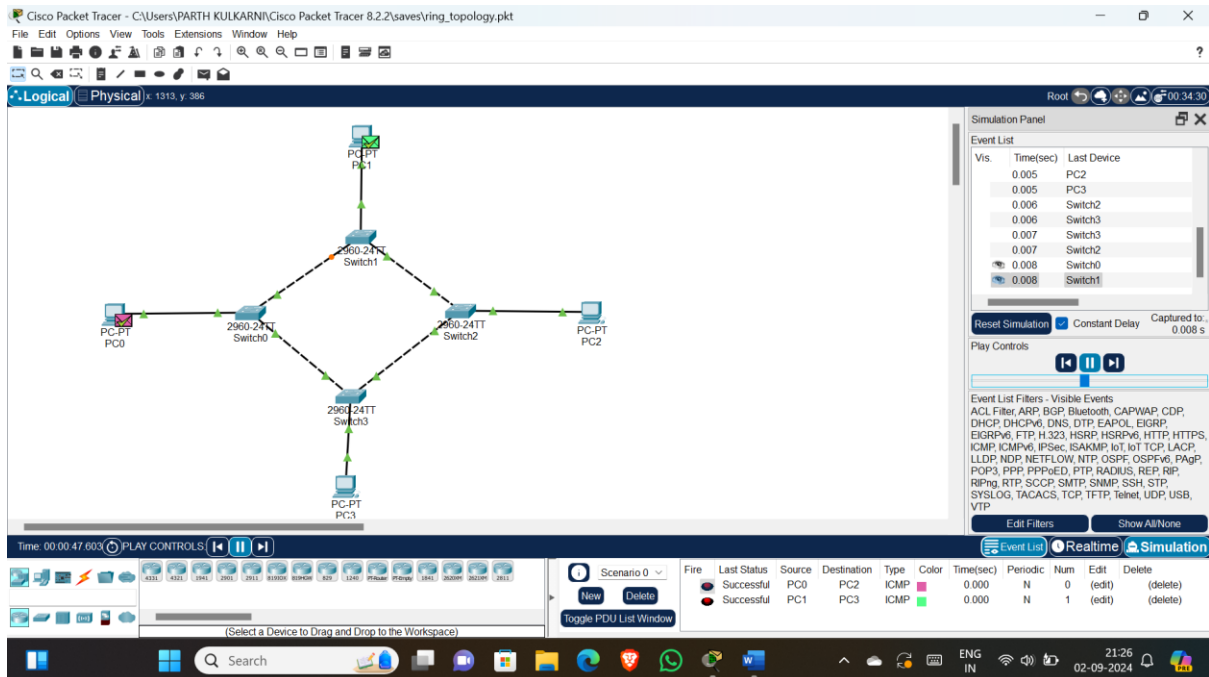 Cisco Packet Tracer - C:\Users\PARTH KULKARNI\Cisco Packet Tracer 8.2.2\saves\ring_topology.pkt
File Edit Options View Tools Extensions Window Help
?
Logical Physical x: 1313, y: 386 Root 00:34:30
PC-PT
PC1
2960-24TT
Switch1
PC-PT
PC0
2960-24TT
Switch0
2960-24TT
Switch2
PC-PT
PC2
2960-24TT
Switch3
PC-PT
PC3
Simulation Panel
Event List
Vis. Time(sec) Last Device
0.005 PC2
0.005 PC3
0.006 Switch2
0.006 Switch3
0.007 Switch3
0.007 Switch2
0.008 Switch0
0.008 Switch1
Reset Simulation Constant Delay Captured to:
0.008 s
Play Controls
Event List Filters - Visible Events
ACL Filter, ARP, BGP, Bluetooth, CAPWAP, CDP,
DHCP, DHCPv6, DNS, DTP, EAPOL, EIGRP,
EIGRPv6, FTP, H.323, HSRP, HSRPv6, HTTP, HTTPS,
ICMP, ICMPv6, IPSec, ISAKMP, IoT, IoT TCP, LACP,
LLDP, NDP, NETFLOW, NTP, OSPF, OSPFv6, PAgP,
POP3, PPP, PPPoED, PTP, RADIUS, REP, RIP,
RIPng, RTP, SCCP, SMTP, SNMP, SSH, STP,
SYSLOG, TACACS, TCP, TFTP, Telnet, UDP, USB,
VTP
Edit Filters Show All/None
Time: 00:00:47.603 PLAY CONTROLS: Event List Realtime Simulation
4331 4321 1941 2901 2911 819IOX 819HGW 829 1240 PT-Router PT-Empty 1841 2620XM 2621XM 2811
(Select a Device to Drag and Drop to the Workspace)
Scenario 0
New Delete
Toggle PDU List Window
Fire Last Status Source Destination Type Color Time(sec) Periodic Num Edit Delete
Successful PC0 PC2 ICMP 0.000 N 0 (edit) (delete)
Successful PC1 PC3 ICMP 0.000 N 1 (edit) (delete)
Search
ENG
IN
21:26
02-09-2024
PRE